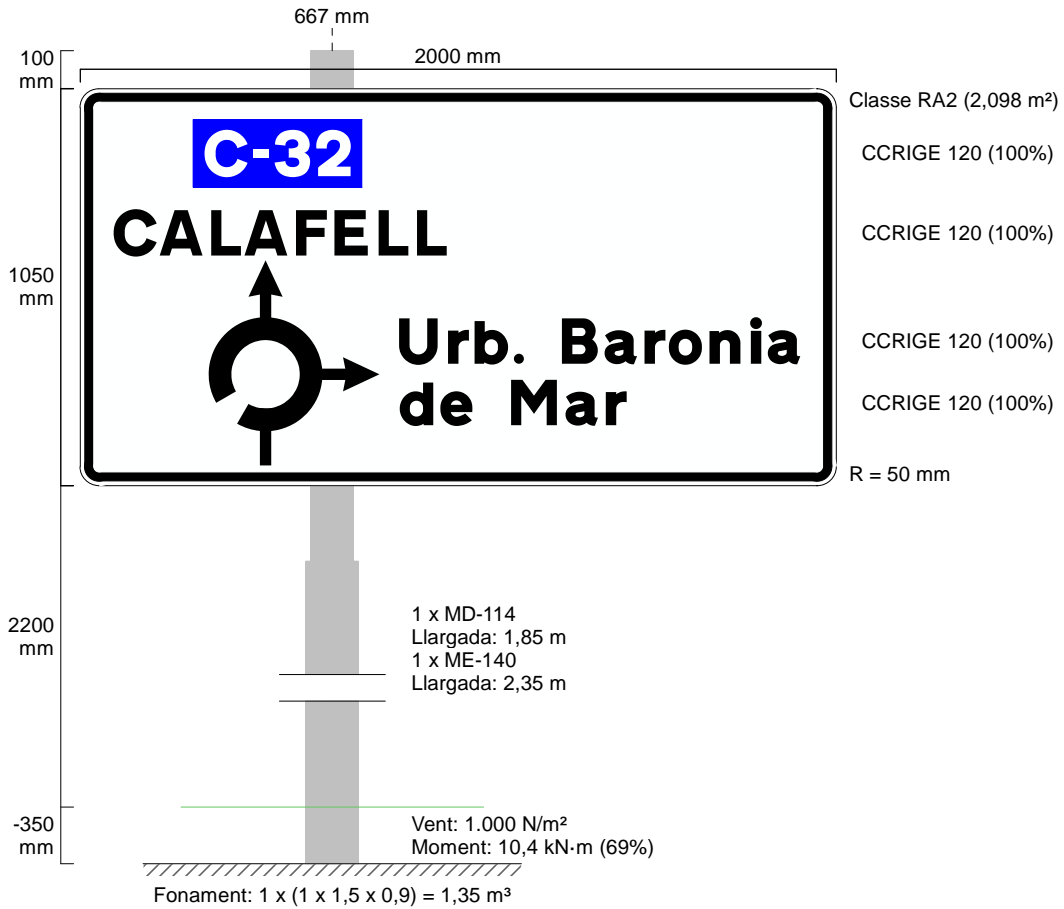 667 mm
100
mm
2000 mm
Classe RA2 (2,098 m²)
C-32
CCRIGE 120 (100%)
CALAFELL
CCRIGE 120 (100%)
1050
mm
Urb. Baronia
CCRIGE 120 (100%)
de Mar
CCRIGE 120 (100%)
R = 50 mm
2200
mm
1 x MD-114
Llargada: 1,85 m
1 x ME-140
Llargada: 2,35 m
-350
mm
Vent: 1.000 N/m²
Moment: 10,4 kN·m (69%)
Fonament: 1 x (1 x 1,5 x 0,9) = 1,35 m³